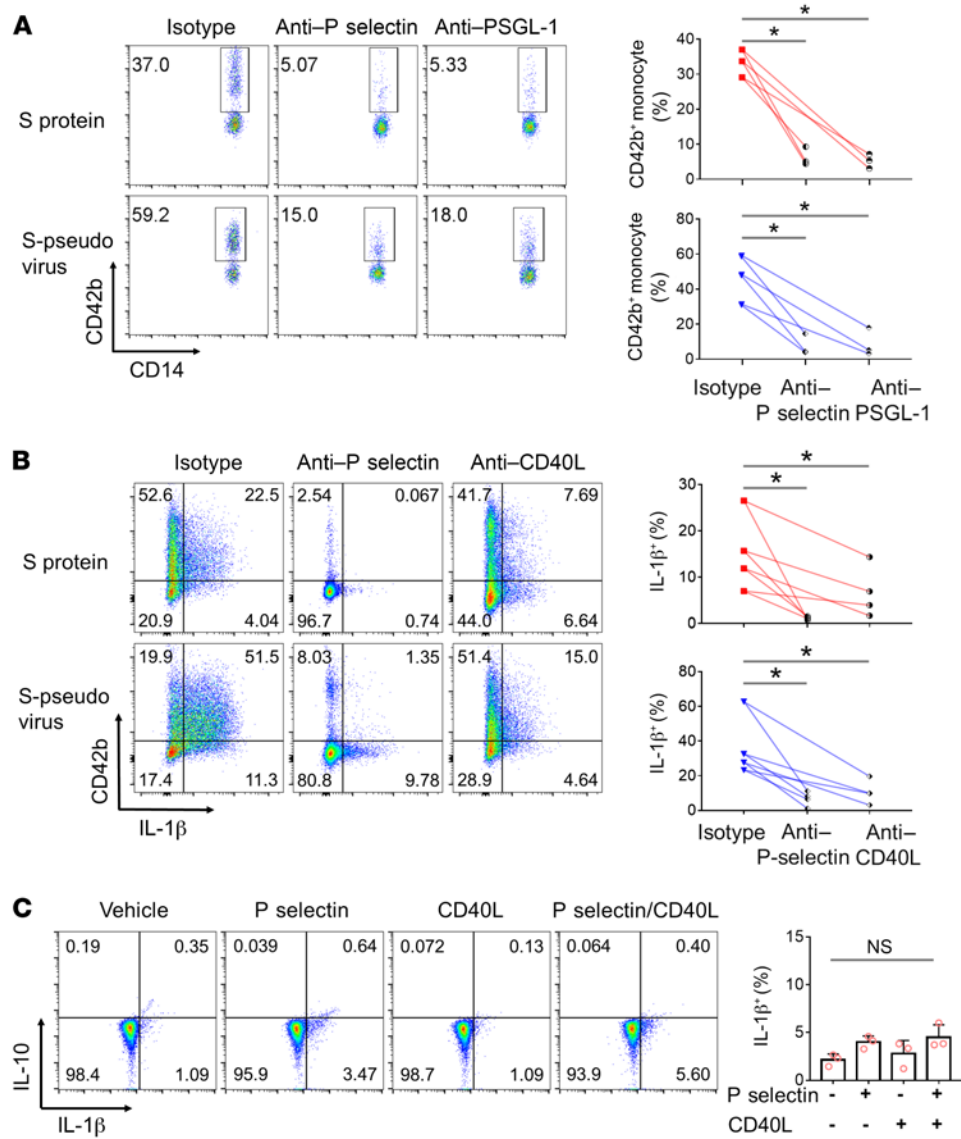 A
Isotype Anti–P selectin Anti–PSGL-1
S protein
37.0 5.07 5.33
S-pseudo
virus
59.2 15.0 18.0
CD42b
CD14
* *
CD42b+ monocyte
(%)
40
30
20
10
0
* *
CD42b+ monocyte
(%)
80
60
40
20
0
Isotype Anti– Anti–
P selectin PSGL-1
B
Isotype Anti–P selectin Anti–CD40L
S protein
52.6 22.5 2.54 0.067 41.7 7.69
20.9 4.04 96.7 0.74 44.0 6.64
S-pseudo
virus
19.9 51.5 8.03 1.35 51.4 15.0
17.4 11.3 80.8 9.78 28.9 4.64
CD42b
IL-1β
* *
IL-1β+ (%)
30
20
10
0
* *
IL-1β+ (%)
80
60
40
20
0
Isotype Anti– Anti–
P-selectin CD40L
C
Vehicle P selectin CD40L P selectin/CD40L
0.19 0.35 0.039 0.64 0.072 0.13 0.064 0.40
98.4 1.09 95.9 3.47 98.7 1.09 93.9 5.60
IL-10
IL-1β
NS
IL-1β+ (%)
15
10
5
0
P selectin - + - +
CD40L - - + +